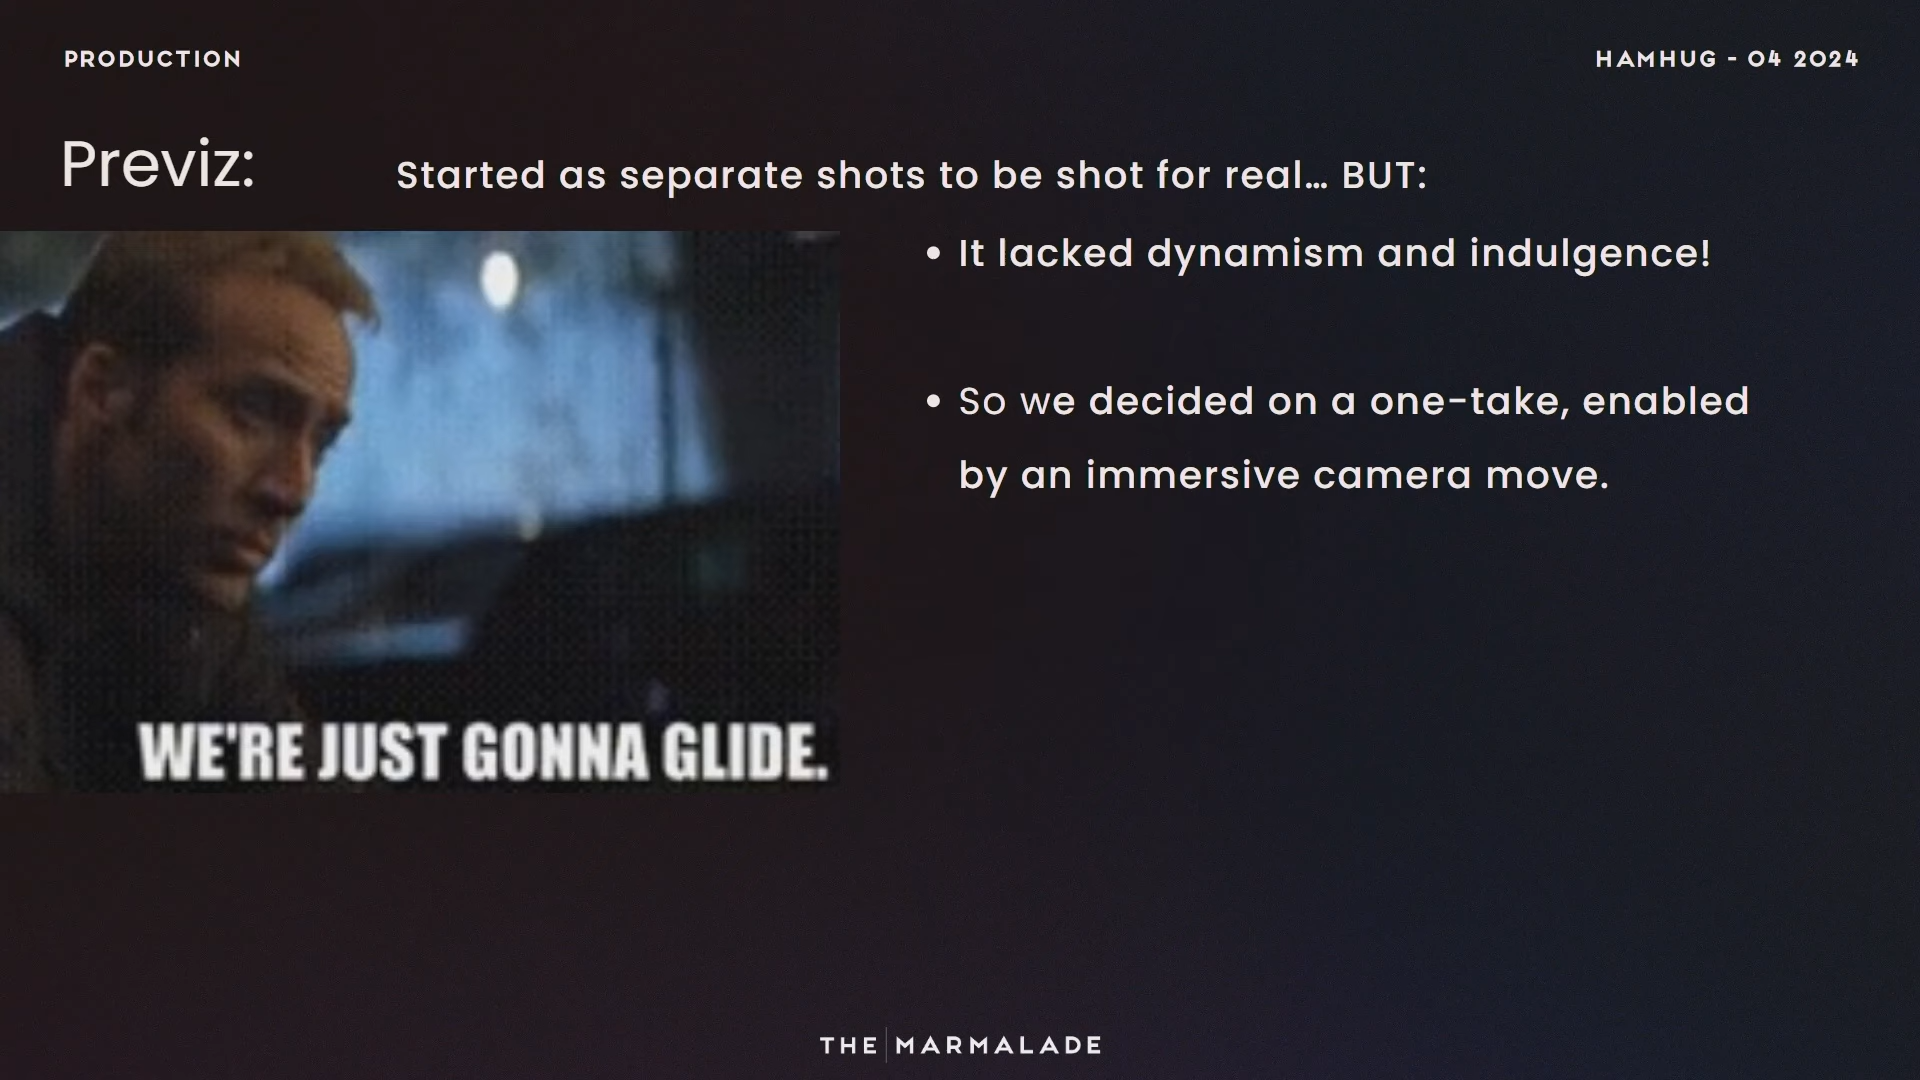 PRODUCTION
HAMHUG - 04 2024
Previz:
Started as separate shots to be shot for real... BUT:
• It lacked dynamism and indulgence!
• So we decided on a one-take, enabled
by an immersive camera move.
WE'RE JUST GONNA GLIDE.
THE MARMALADE